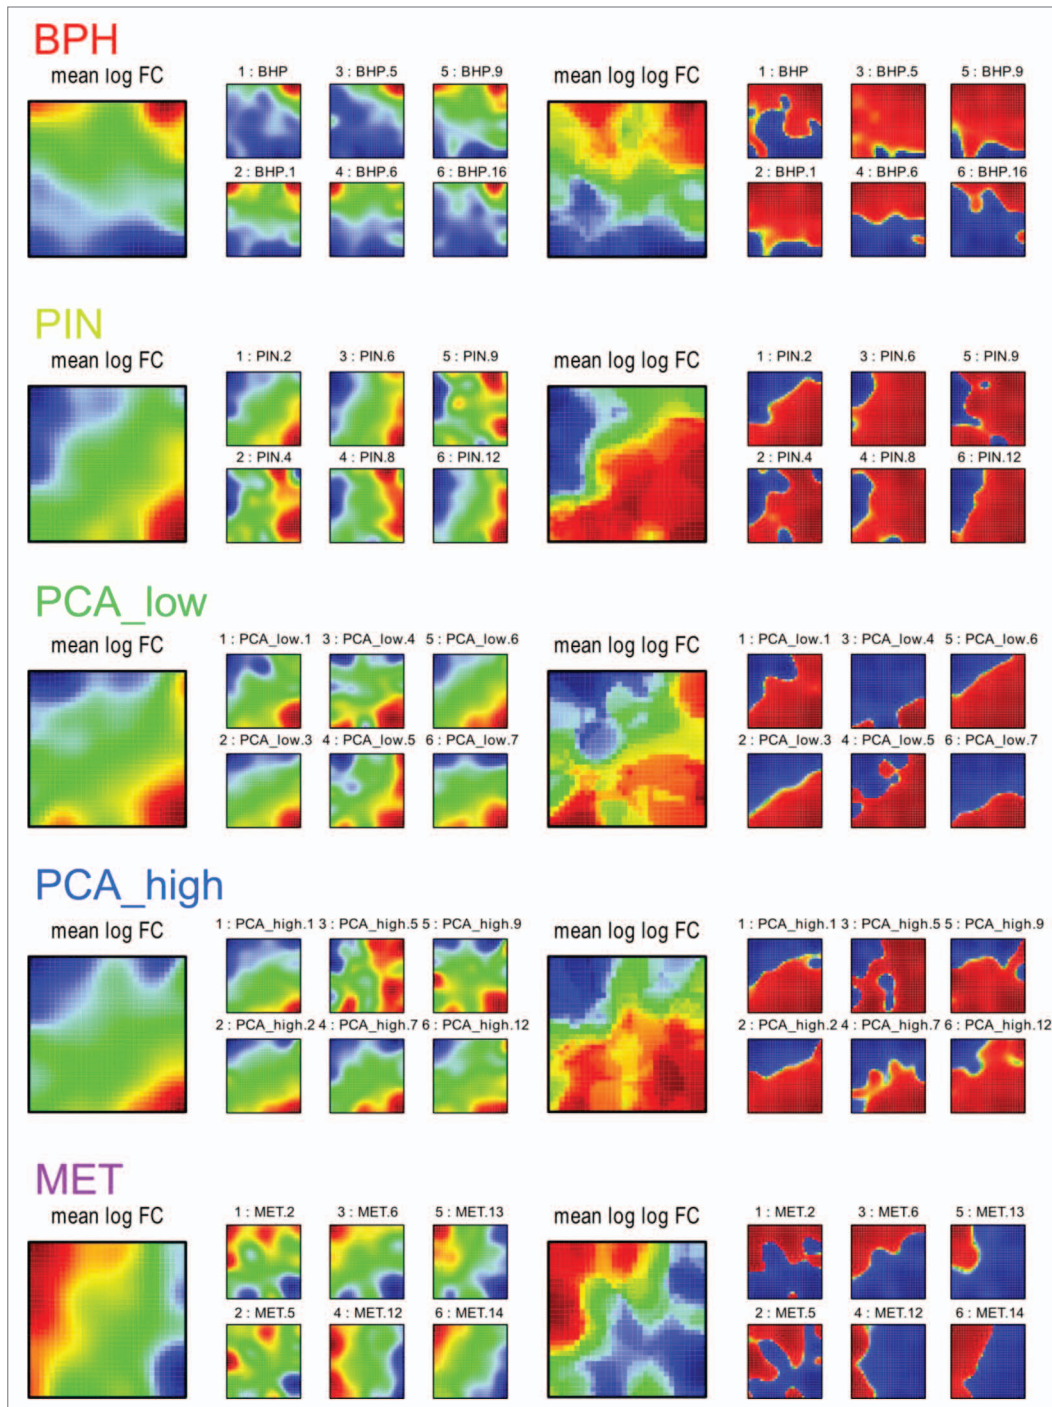 BPH
mean log FC
1 : BHP 3 : BHP.5 5 : BHP.9
mean log log FC
1 : BHP 3 : BHP.5 5 : BHP.9
2 : BHP.1 4 : BHP.6 6 : BHP.16
2 : BHP.1 4 : BHP.6 6 : BHP.16
PIN
mean log FC
1 : PIN.2 3 : PIN.6 5 : PIN.9
mean log log FC
1 : PIN.2 3 : PIN.6 5 : PIN.9
2 : PIN.4 4 : PIN.8 6 : PIN.12
2 : PIN.4 4 : PIN.8 6 : PIN.12
PCA_low
mean log FC
1 : PCA_low.1 3 : PCA_low.4 5 : PCA_low.6
mean log log FC
1 : PCA_low.1 3 : PCA_low.4 5 : PCA_low.6
2 : PCA_low.3 4 : PCA_low.5 6 : PCA_low.7
2 : PCA_low.3 4 : PCA_low.5 6 : PCA_low.7
PCA_high
mean log FC
1 : PCA_high.1 3 : PCA_high.5 5 : PCA_high.9
mean log log FC
1 : PCA_high.1 3 : PCA_high.5 5 : PCA_high.9
2 : PCA_high.2 4 : PCA_high.7 6 : PCA_high.12
2 : PCA_high.2 4 : PCA_high.7 6 : PCA_high.12
MET
mean log FC
1 : MET.2 3 : MET.6 5 : MET.13
mean log log FC
1 : MET.2 3 : MET.6 5 : MET.13
2 : MET.5 4 : MET.12 6 : MET.14
2 : MET.5 4 : MET.12 6 : MET.14